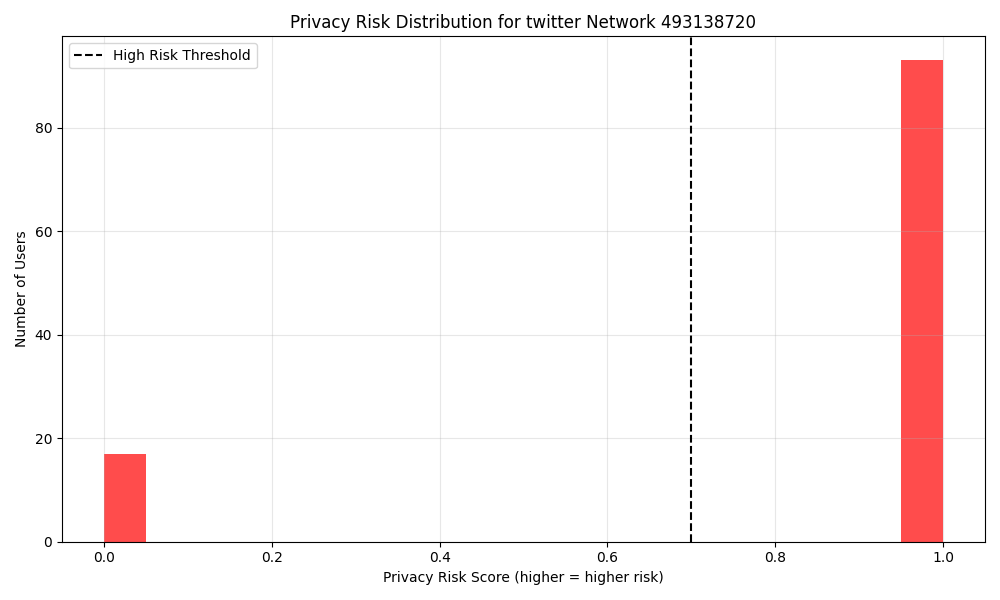 Privacy Risk Distribution for twitter Network 493138720
High Risk Threshold
Number of Users
80
60
40
20
0
0.0 0.2 0.4 0.6 0.8 1.0
Privacy Risk Score (higher = higher risk)